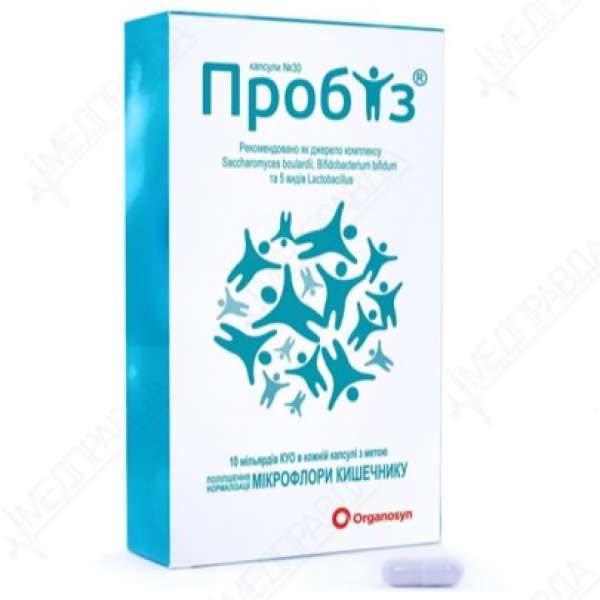 капсули №30
Пробіз®
Рекомендовано як джерело комплексу
Saccharomyces boulardii, Bifidobacterium bifidum
та 5 видів Lactobacillus
10 мільярдів КУО в кожній капсулі з метою
ПОЛІПШЕННЯ
НОРМАЛІЗАЦІЇ МІКРОФЛОРИ КИШЕЧНИКУ
Organosyn
МЕДПРАВДА